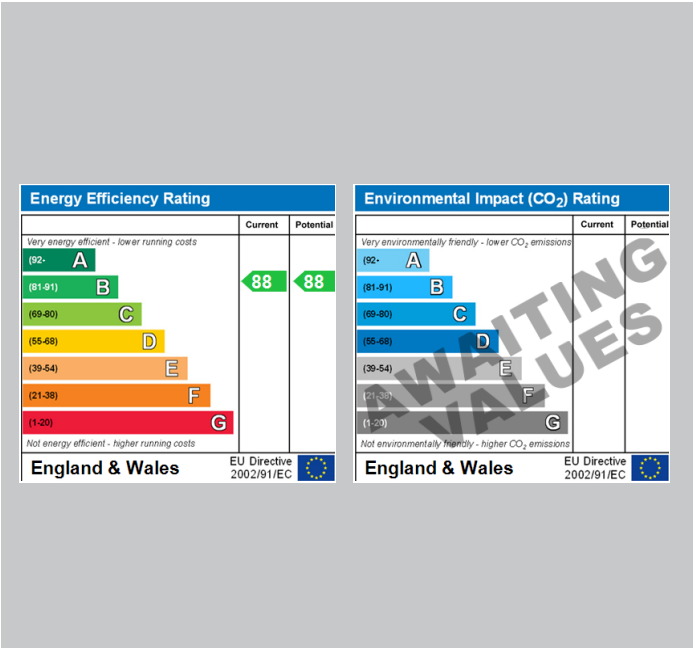 Energy Efficiency Rating
Current Potential
Very energy efficient - lower running costs
(92- A
(81-91) B 88 88
(69-80) C
(55-68) D
(39-54) E
(21-38) F
(1-20) G
Not energy efficient - higher running costs
England & Wales
EU Directive
2002/91/EC
Environmental Impact (CO2) Rating
Current Potential
Very environmentally friendly - lower CO2 emissions
(92- A
(81-91) B
(69-80) C
(55-68) D
(39-54) E
(21-38) F
(1-20) G
AWAITING
VALUES
Not environmentally friendly - higher CO2 emissions
England & Wales
EU Directive
2002/91/EC